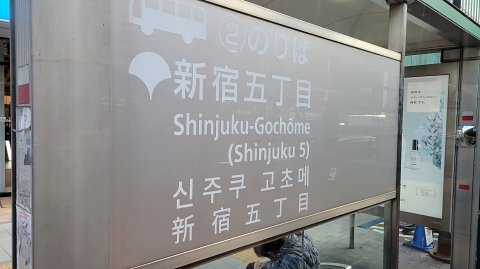 ②のりば
新宿五丁目
Shinjuku-Gochōme
(Shinjuku 5)
신주쿠 고초메
新宿五丁目